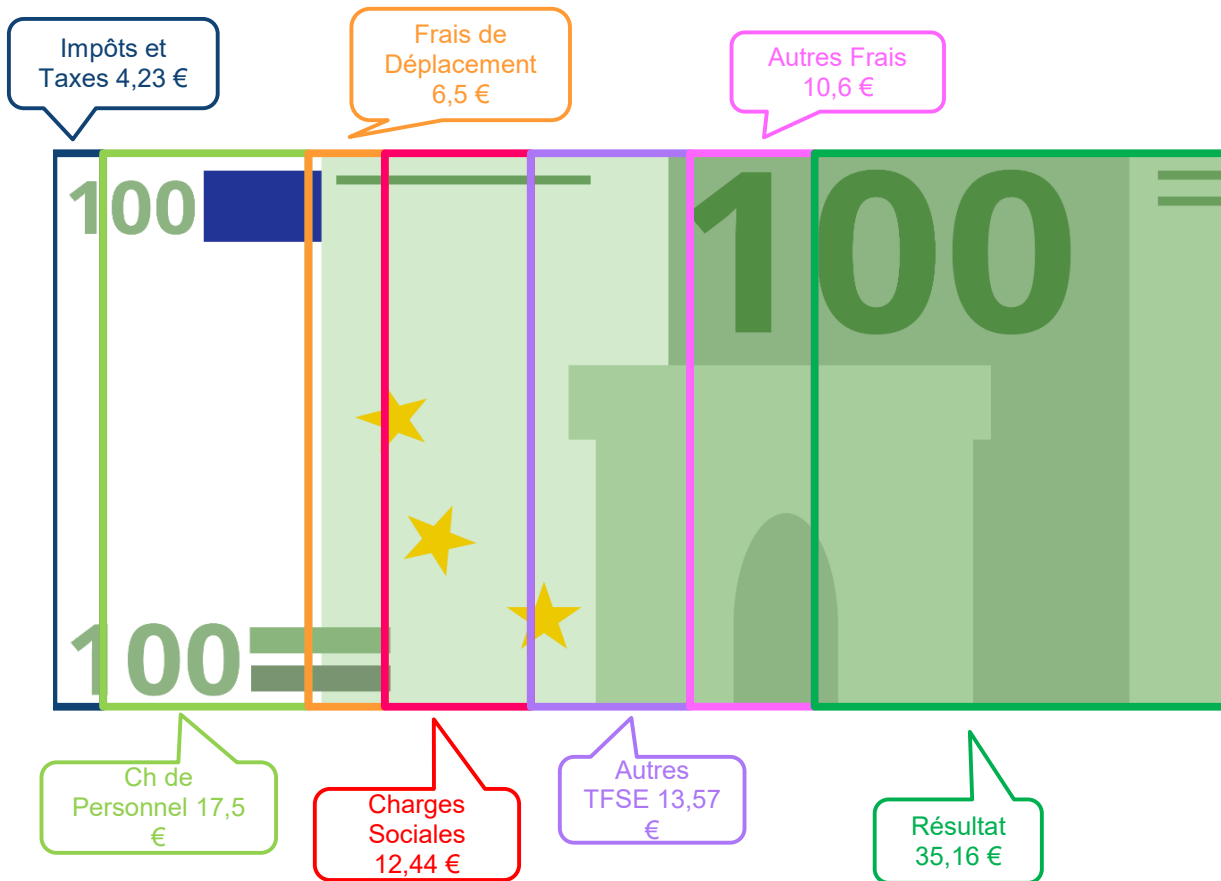 Impôts et
Taxes 4,23 €
Frais de
Déplacement
6,5 €
Autres Frais
10,6 €
100
100
100
Ch de
Personnel 17,5
€
Charges
Sociales
12,44 €
Autres
TFSE 13,57
€
Résultat
35,16 €